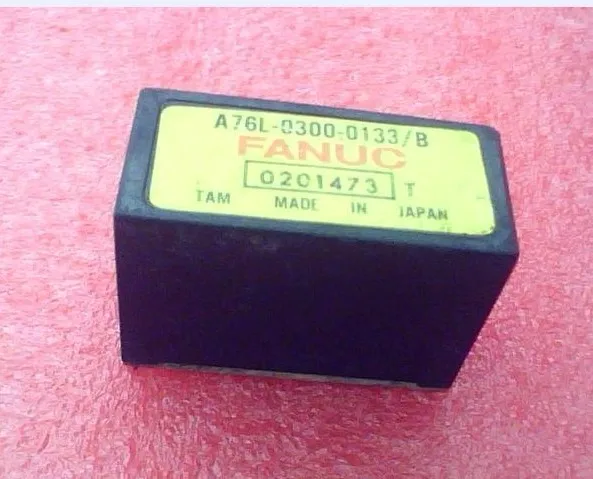 A76L-0300-0133/B
FANUC
0201473 T
TAM MADE IN JAPAN